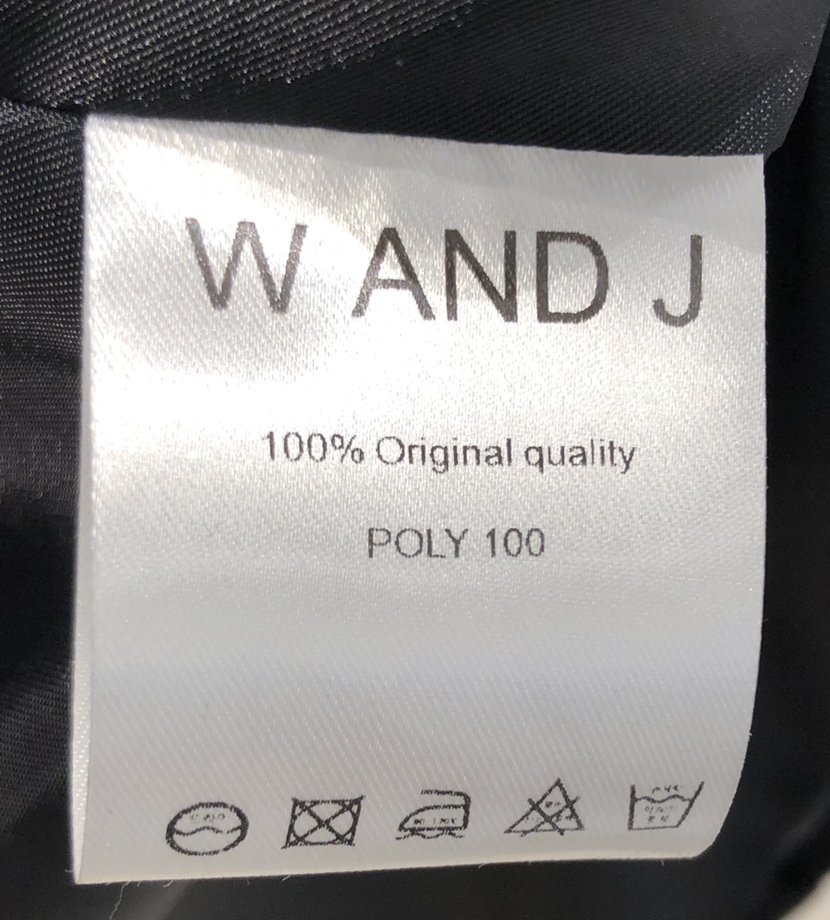 W AND J
100% Original quality
POLY 100